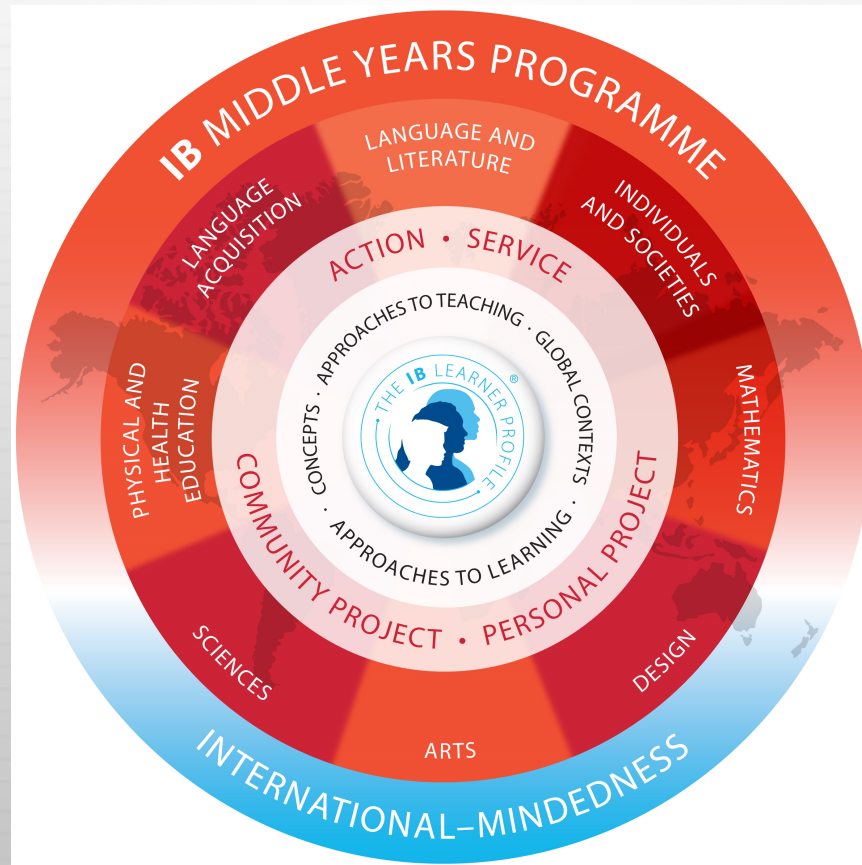 IB MIDDLE YEARS PROGRAMME
LANGUAGE AND
LITERATURE
INDIVIDUALS
AND SOCIETIES
MATHEMATICS
DESIGN
ARTS
SCIENCES
PHYSICAL AND
HEALTH
EDUCATION
LANGUAGE
ACQUISITION
ACTION • SERVICE
PERSONAL PROJECT
•
COMMUNITY PROJECT
APPROACHES TO TEACHING · GLOBAL CONTEXTS ·
APPROACHES TO LEARNING · CONCEPTS ·
THE IB LEARNER PROFILE ®
INTERNATIONAL–MINDEDNESS